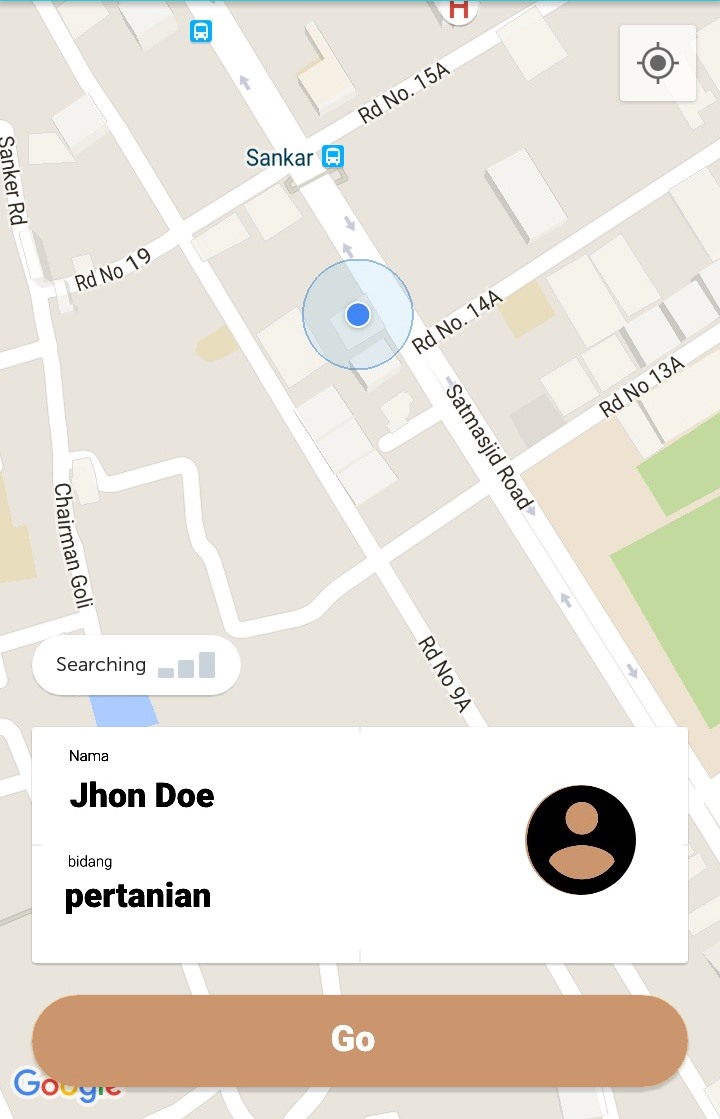 H
Rd No. 15A
Sankar
Sanker Rd
Rd No 19
Rd No. 14A
Rd No 13A
Satmasjid Road
Chairman Goli
Searching
Rd No 9A
Nama
Jhon Doe
bidang
pertanian
Go
Google